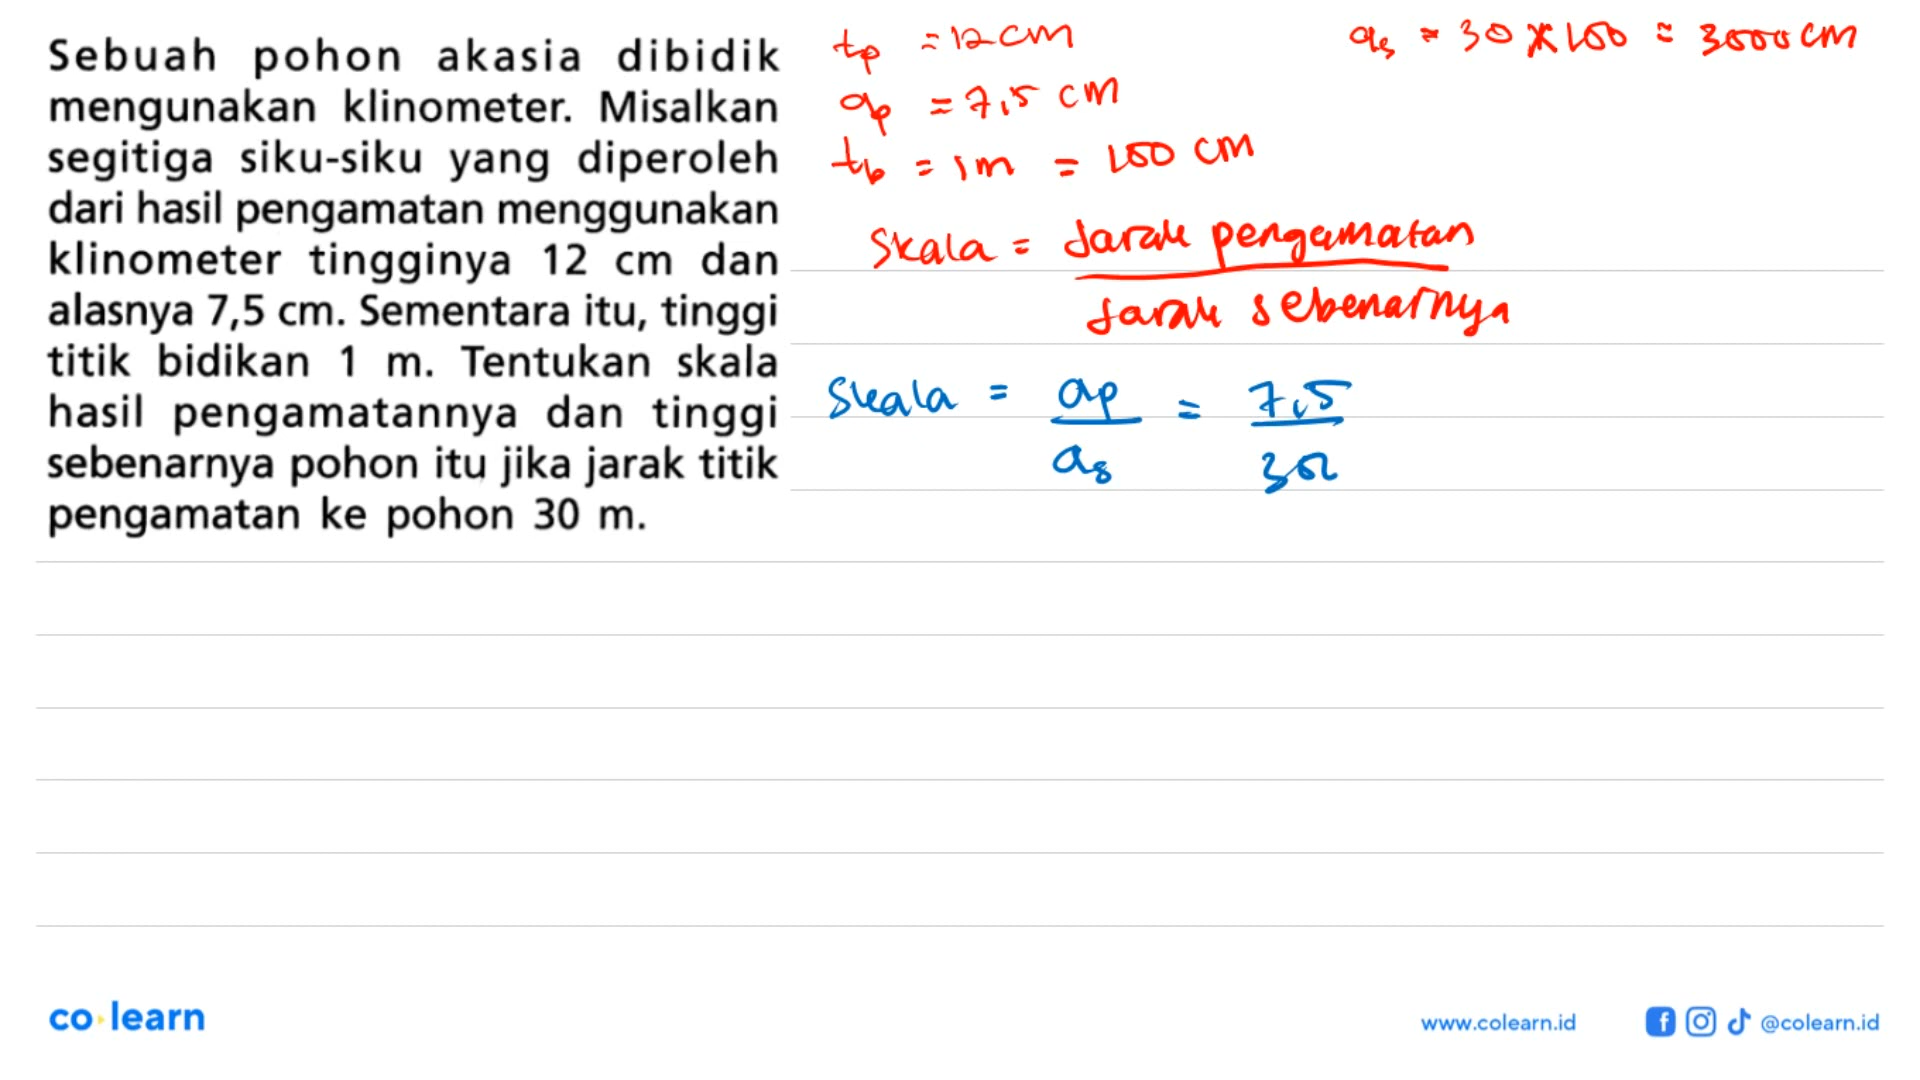 Sebuah pohon akasia dibidik
mengunakan klinometer. Misalkan
segitiga siku-siku yang diperoleh
dari hasil pengamatan menggunakan
klinometer tingginya 12 cm dan
alasnya 7,5 cm. Sementara itu, tinggi
titik bidikan 1 m. Tentukan skala
hasil pengamatannya dan tinggi
sebenarnya pohon itu jika jarak titik
pengamatan ke pohon 30 m.
tp = 12 cm
ap = 7,5 cm
tb = 1 m = 100 cm
as = 30 x 100 = 3000 cm
Skala = Jarak pengamatan
Jarak sebenarnya
Skala = ap = 7,5
as 30
co learn
www.colearn.id
@colearn.id